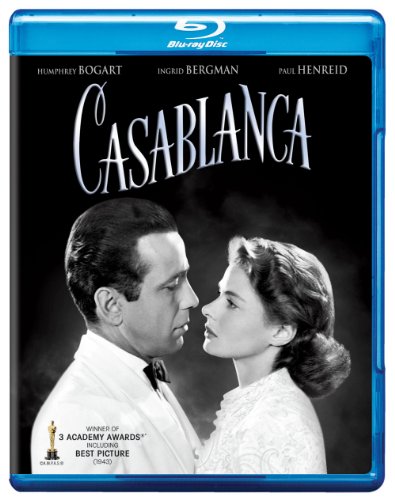 Blu-ray Disc
HUMPHREY BOGART INGRID BERGMAN PAUL HENREID
CASABLANCA
WINNER OF
3 ACADEMY AWARDS®*
INCLUDING
BEST PICTURE
(1943)
©A.M.P.A.S.®